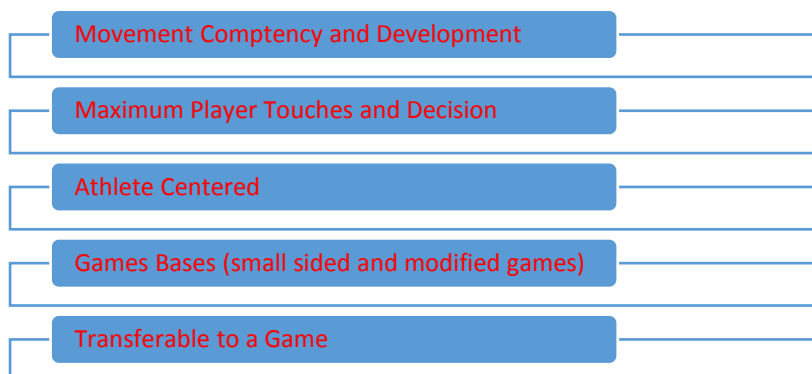 Movement Comptency and Development
Maximum Player Touches and Decision
Athlete Centered
Games Bases (small sided and modified games)
Transferable to a Game